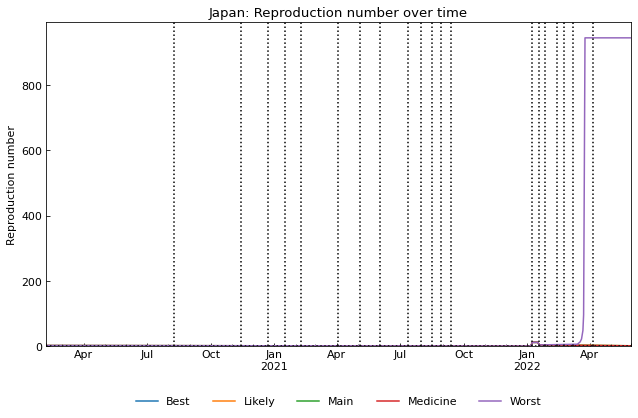 Japan: Reproduction number over time
Reproduction number
800
600
400
200
0
Apr Jul Oct Jan Apr Jul Oct Jan Apr
2021 2022
Best Likely Main Medicine Worst